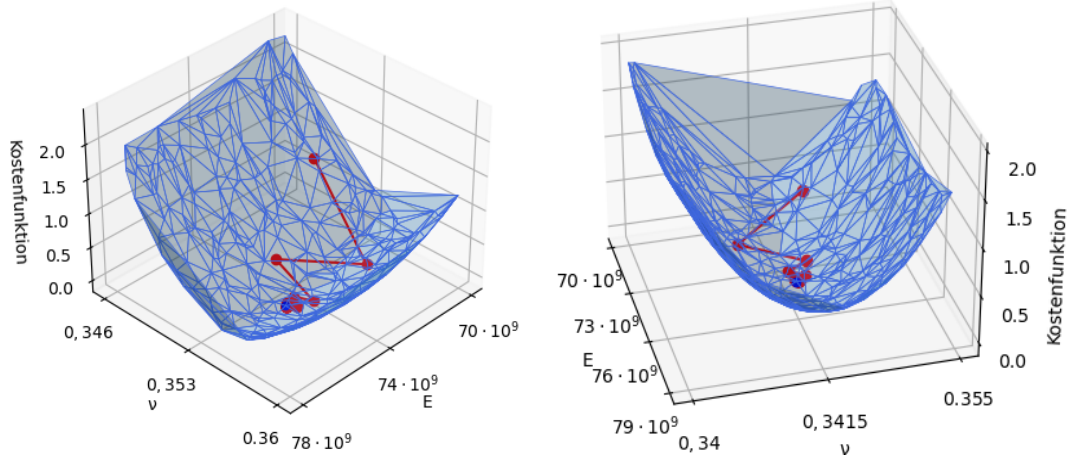 Kostenfunktion
2.0
1.5
1.0
0.5
0.0
0,346
0,353
ν
0.36
78 · 10⁹
74 · 10⁹
E
70 · 10⁹
2.0
1.5
1.0
0.5
0.0
Kostenfunktion
70 · 10⁹
73 · 10⁹
E
76 · 10⁹
79 · 10⁹
0,34
0,3415
ν
0.355